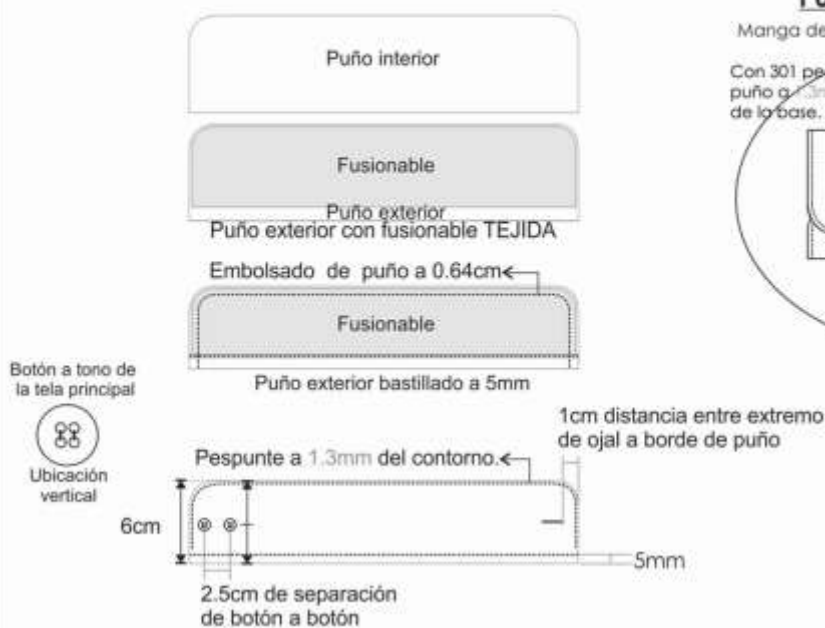 Puño interior
Fusionable
Puño exterior
Puño exterior con fusionable TEJIDA
Embolsado de puño a 0.64cm
Fusionable
Puño exterior bastillado a 5mm
Botón a tono de
la tela principal
Ubicación
vertical
1cm distancia entre extremo
de ojal a borde de puño
Pespunte a 1.3mm del contorno.
6cm
5mm
2.5cm de separación
de botón a botón
Manga de
Con 301
puño a
de la base.